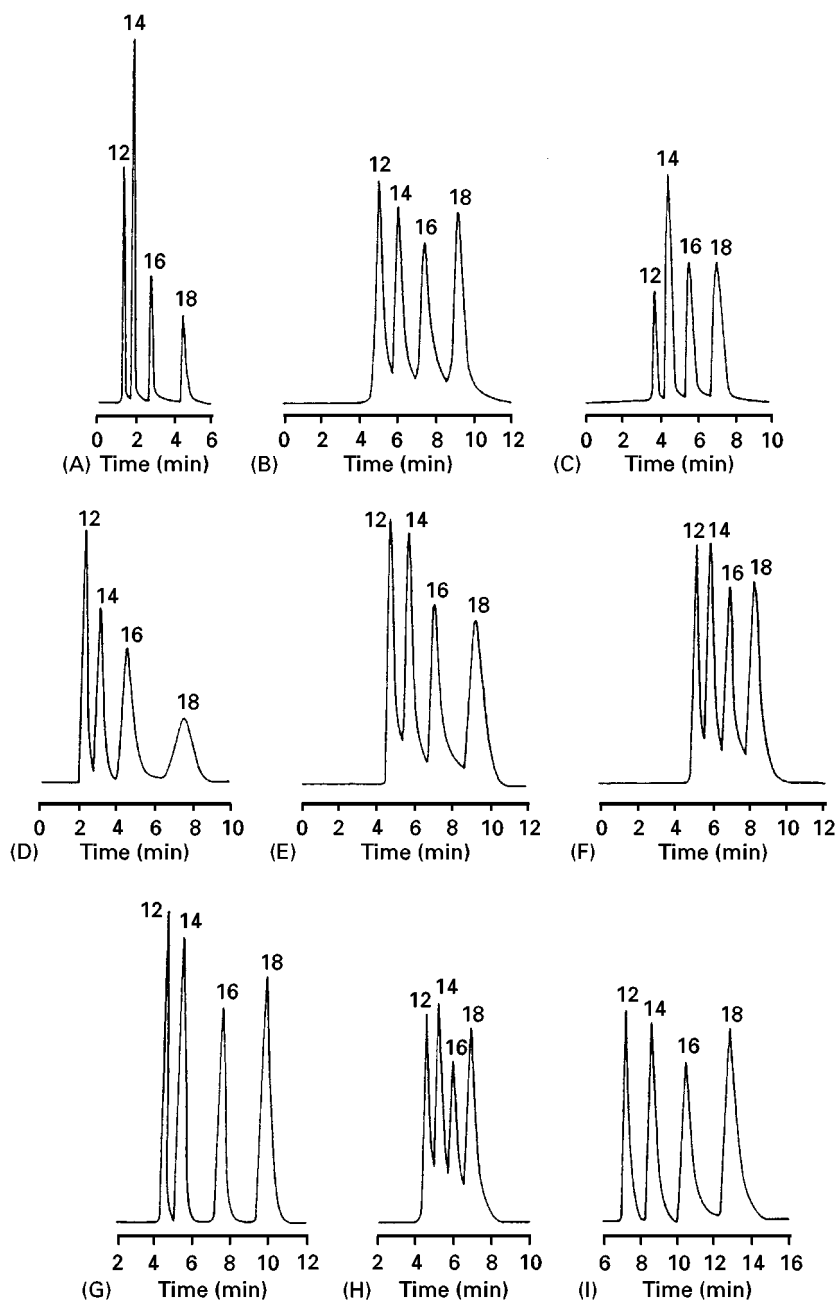 14
12
16
18
0 2 4 6
(A) Time (min)
12
14
16
18
0 2 4 6 8 10 12
(B) Time (min)
14
12
16 18
0 2 4 6 8 10
(C) Time (min)
12
14
16
18
0 2 4 6 8 10
(D) Time (min)
12 14
16
18
0 2 4 6 8 10 12
(E) Time (min)
12 14
16 18
0 2 4 6 8 10 12
(F) Time (min)
12
14
16
18
2 4 6 8 10 12
(G) Time (min)
12 14
16
18
2 4 6 8 10
(H) Time (min)
12
14
16
18
6 8 10 12 14 16
(I) Time (min)